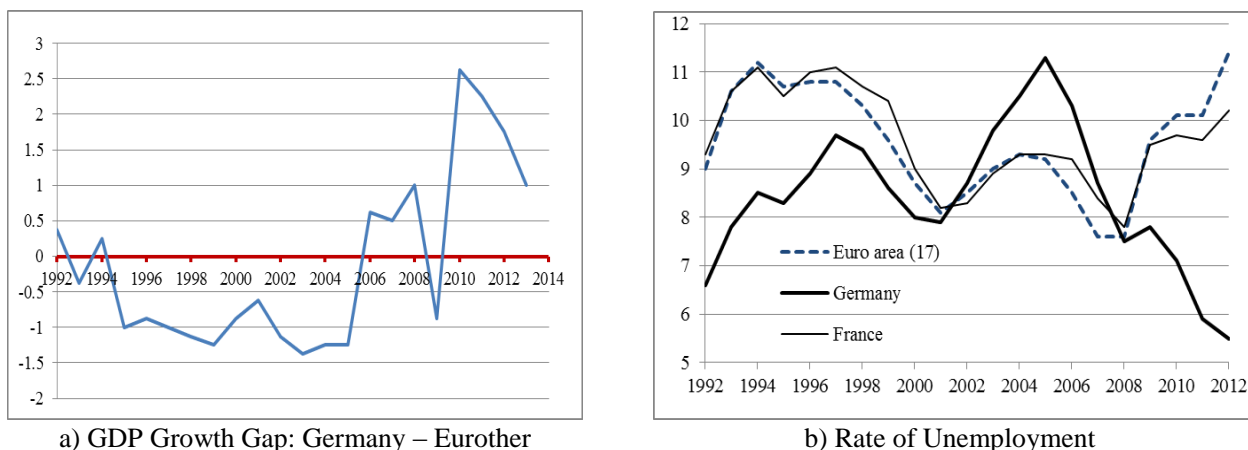 3
2.5
2
1.5
1
0.5
0
1992 1994 1996 1998 2000 2002 2004 2006 2008 2010 2012 2014
-0.5
-1
-1.5
-2
a) GDP Growth Gap: Germany – Eurother
12
11
10
9
8
7
6
5
Euro area (17)
Germany
France
1992 1994 1996 1998 2000 2002 2004 2006 2008 2010 2012
b) Rate of Unemployment